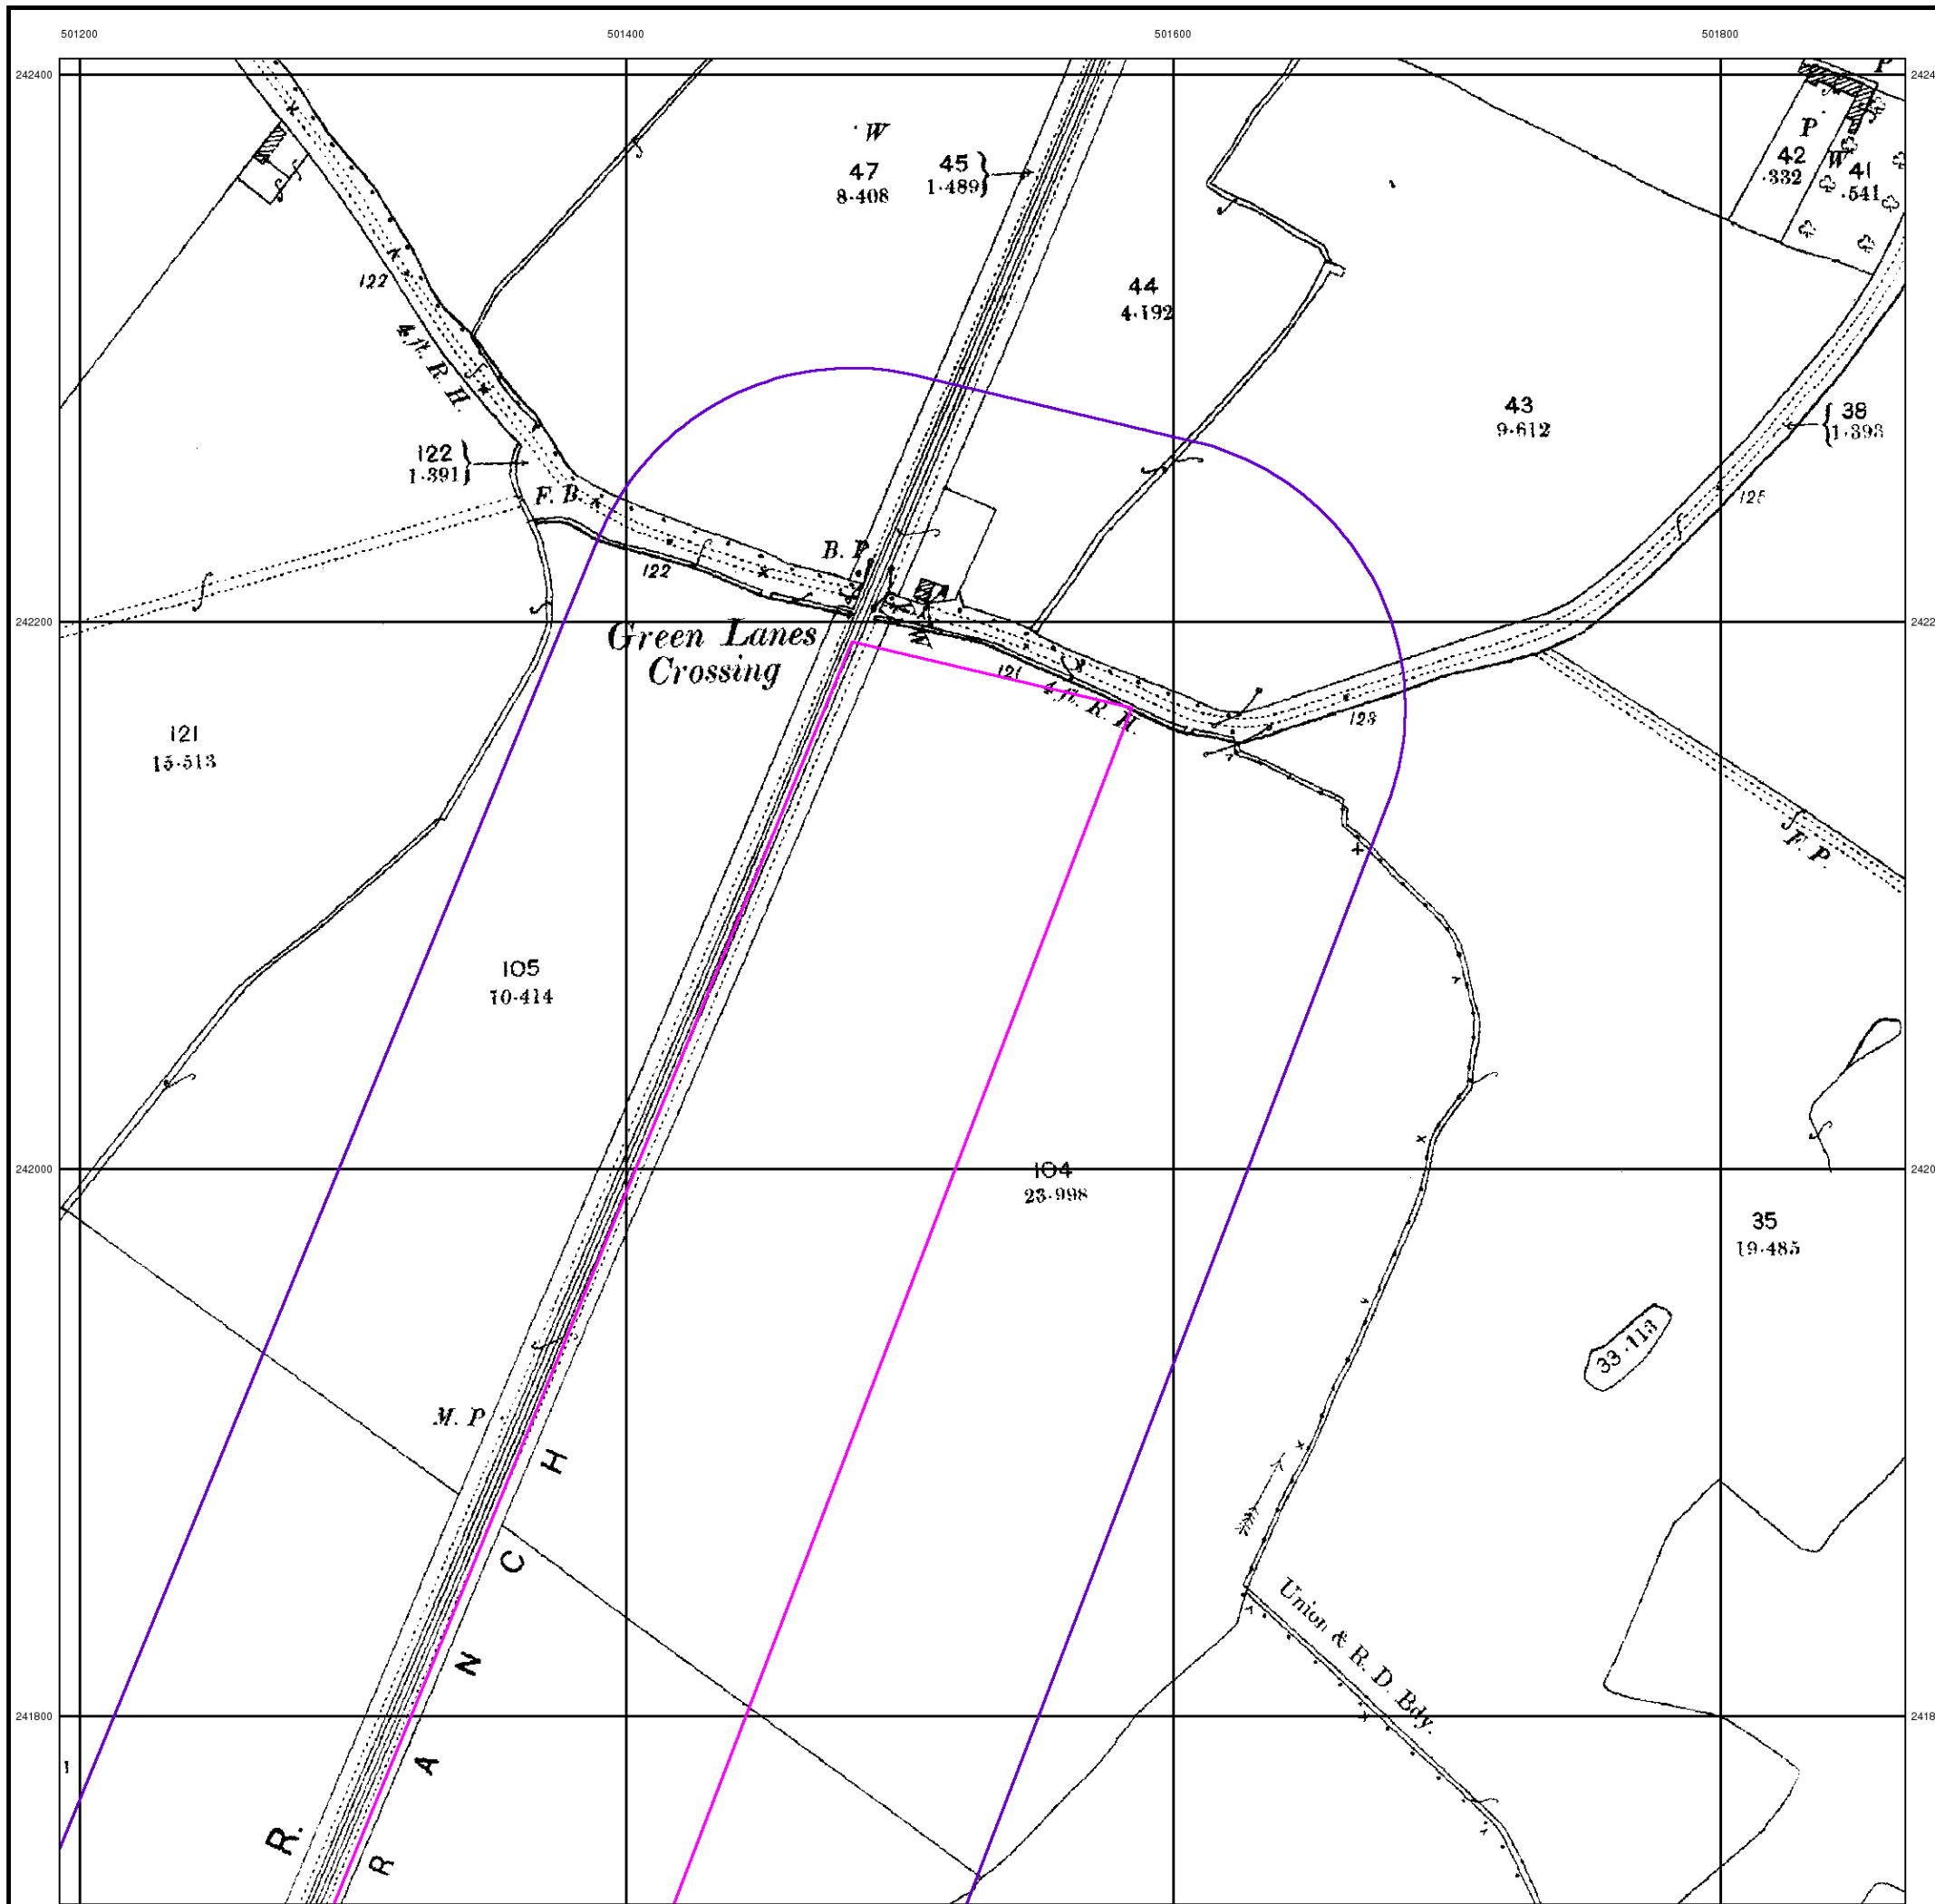 501200 501400 501600 501800
242400
P
W
47
8·408
45
1·489
P
42
.332
W
41
.541
122
44
4·192
4 ft. R. H.
43
9·612
38
1·393
122
1·391
F. B.
125
B. P
122
242200
Green Lanes
Crossing
W
121
4 ft. R. H.
123
121
15·513
F. P.
105
10·414
242000
104
23·998
35
19·485
33·113
M. P
Union & R. D. Bdy.
241800
R.
R A N C H